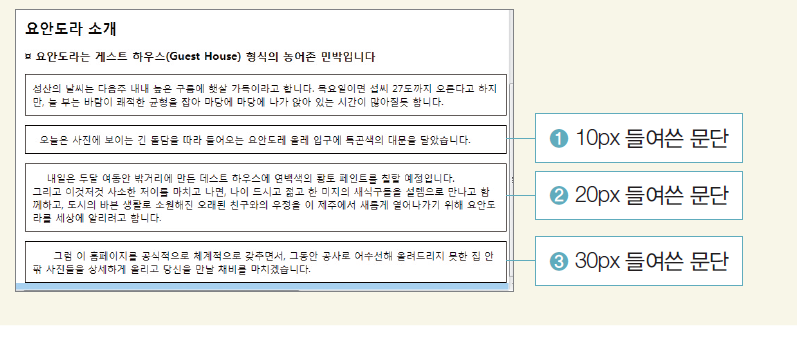 요안도라 소개
¤ 요안도라는 게스트 하우스(Guest House) 형식의 농어촌 민박입니다
성산의 날씨는 다음주 내내 높은 구름에 햇살 가득이라고 합니다. 목요일이면 섭씨 27도까지 오른다고 하지
만, 늘 부는 바람이 쾌적한 균형을 잡아 마당에 마당에 나가 앉아 있는 시간이 많아질듯 합니다.
오늘은 사진에 보이는 긴 돌담을 따라 들어오는 요안도레 올레 입구에 특곤색의 대문을 달았습니다.
❶ 10px 들여쓴 문단
내일은 두달 여동안 밖거리에 만든 데스트 하우스에 연백색의 황토 페인트를 칠할 예정입니다.
그리고 이것저것 사소한 저이를 마치고 나면, 나이 드시고 젊고 한 미지의 새식구들을 설렘으로 만나고 함
께하고, 도시의 바쁜 생활로 소원해진 오래된 친구와의 우정을 이 제주에서 새롭게 열어나가기 위해 요안도
라를 세상에 알리려고 합니다.
❷ 20px 들여쓴 문단
그럼 이 홈페이지를 공식적으로 체계적으로 갖추면서, 그동안 공사로 어수선해 올려드리지 못한 집 안
팎 사진들을 상세하게 올리고 당신을 만날 채비를 마치겠습니다.
❸ 30px 들여쓴 문단